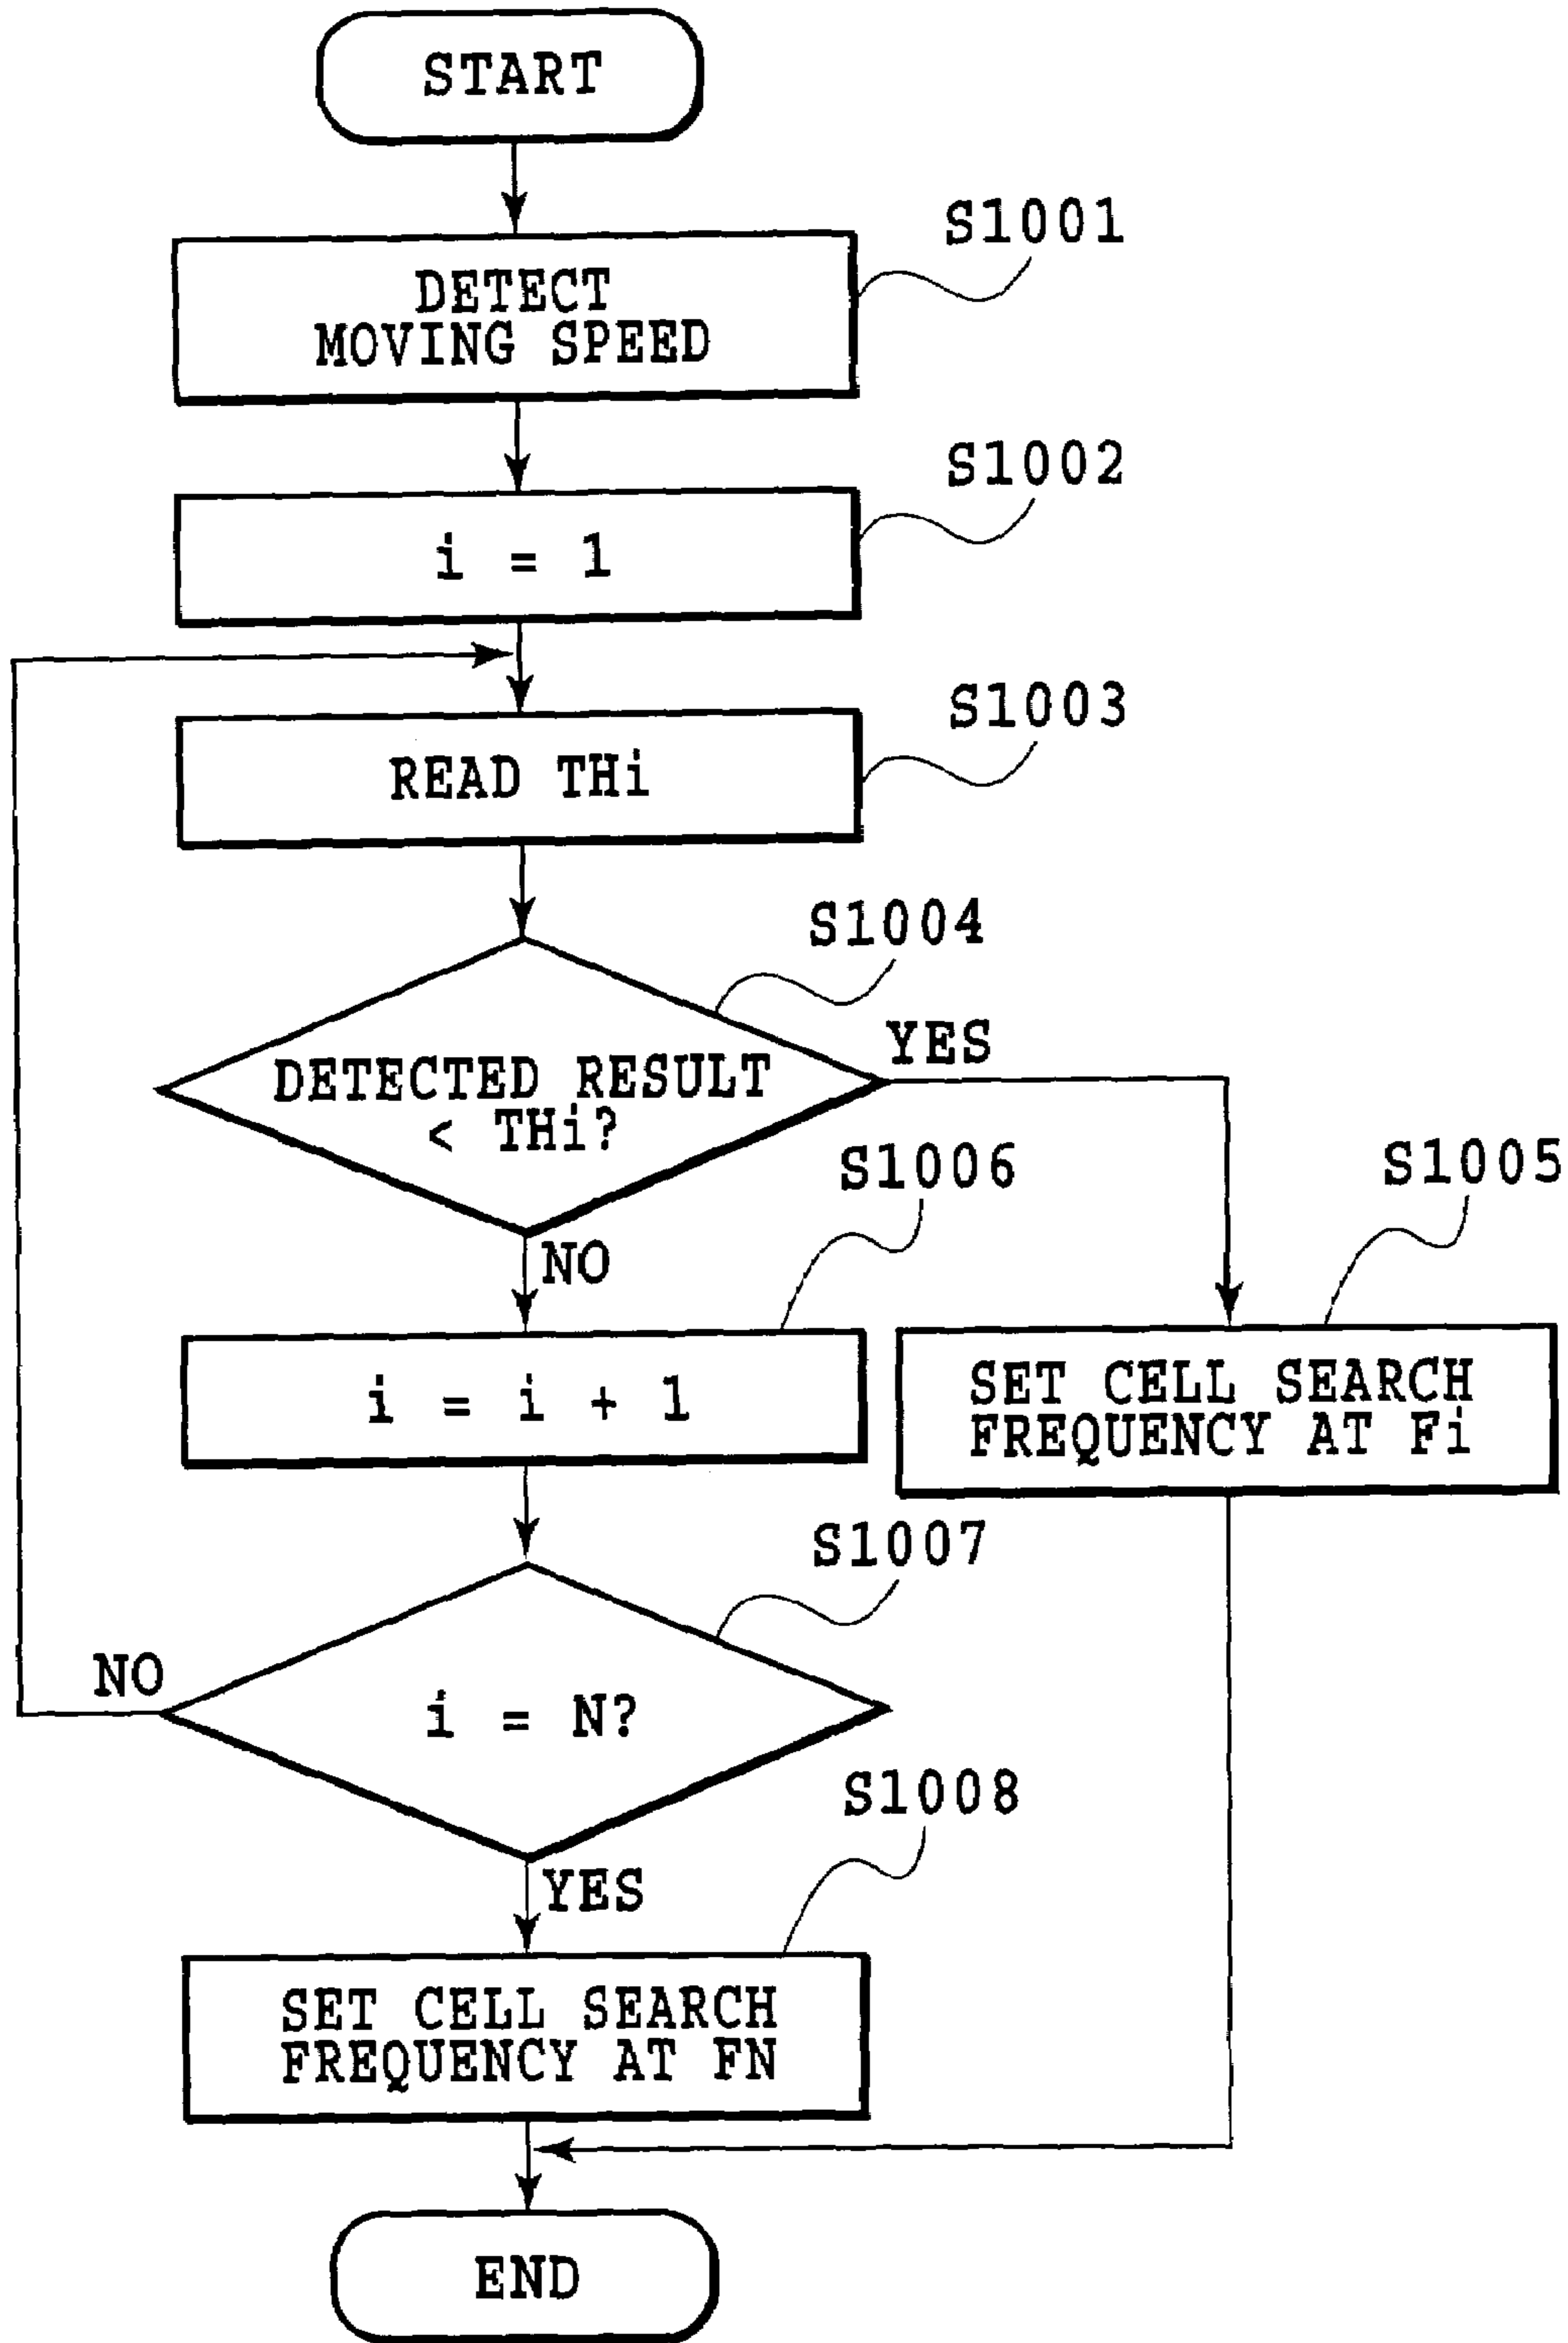 START
S1001
DETECT
MOVING SPEED
S1002
i = 1
S1003
READ THi
S1004
YES
DETECTED RESULT
< THi?
S1006
S1005
NO
i = i + 1
SET CELL SEARCH
FREQUENCY AT Fi
S1007
NO
i = N?
S1008
YES
SET CELL SEARCH
FREQUENCY AT FN
END